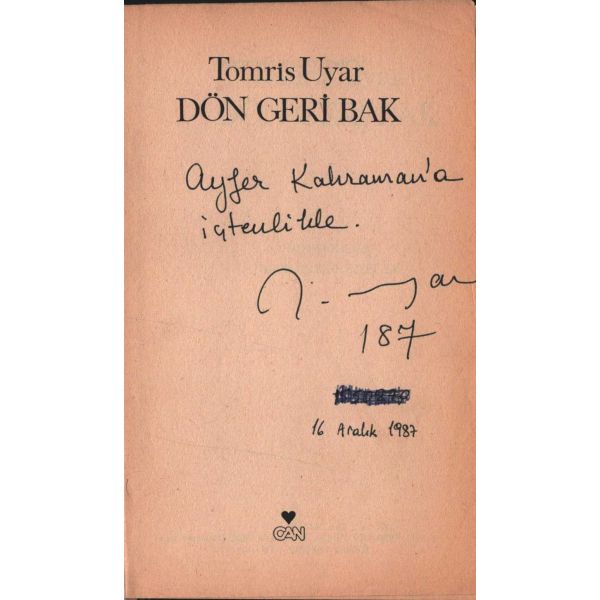 Tomris Uyar
DÖN GERİ BAK
Ayfer Kahraman'a
içtenlikle.
187
16 Aralık 1987
CAN